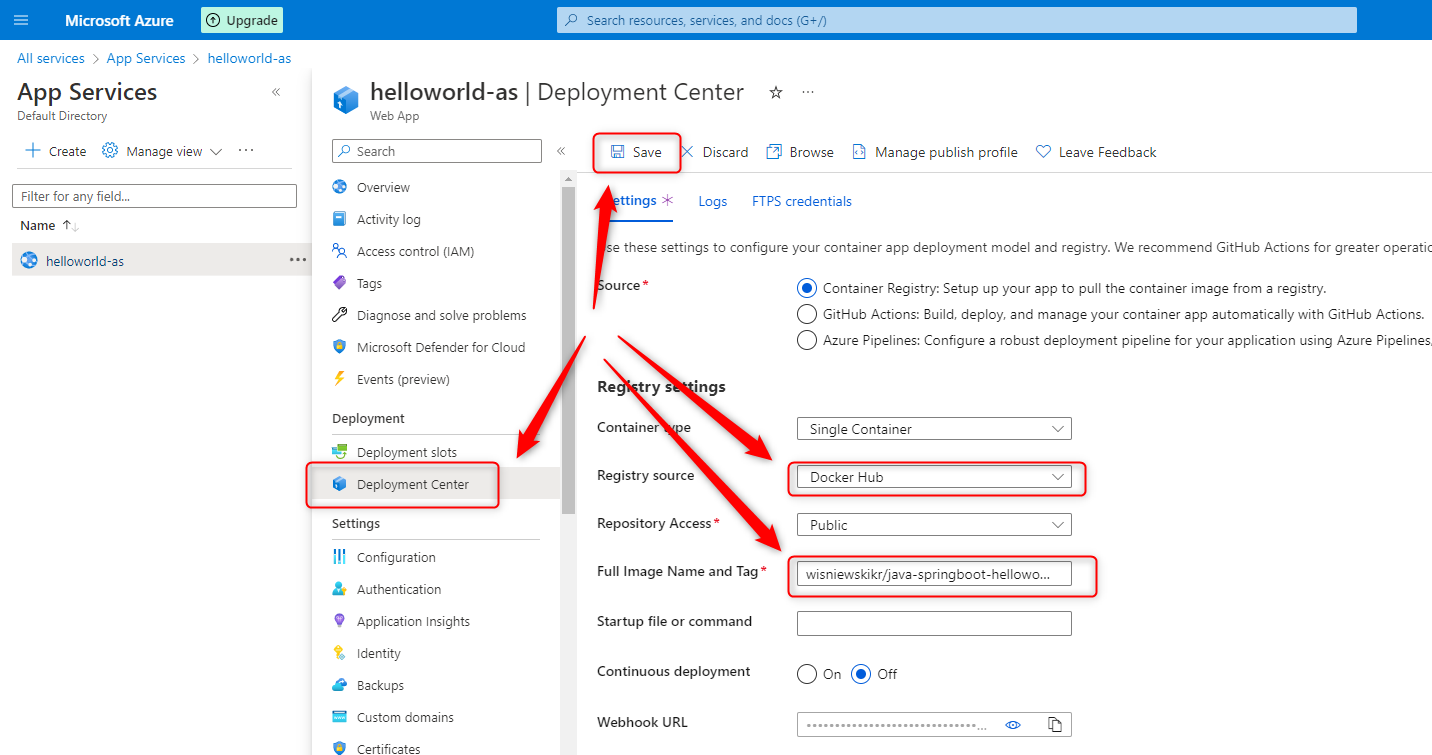 Microsoft Azure
Upgrade
Search resources, services, and docs (G+/)
All services > App Services > helloworld-as
App Services
«
Default Directory
Create
Manage view
...
Filter for any field...
Name ↑↓
helloworld-as
...
helloworld-as | Deployment Center
...
Web App
Search
«
Overview
Activity log
Access control (IAM)
Tags
Diagnose and solve problems
Microsoft Defender for Cloud
Events (preview)
Deployment
Deployment slots
Deployment Center
Settings
Configuration
Authentication
Application Insights
Identity
Backups
Custom domains
Certificates
Save
Discard
Browse
Manage publish profile
Leave Feedback
ettings *
Logs
FTPS credentials
se these settings to configure your container app deployment model and registry. We recommend GitHub Actions for greater operatio
Source*
Container Registry: Setup up your app to pull the container image from a registry.
GitHub Actions: Build, deploy, and manage your container app automatically with GitHub Actions.
Azure Pipelines: Configure a robust deployment pipeline for your application using Azure Pipelines,
Registry settings
Container type
Single Container
Registry source
Docker Hub
Repository Access*
Public
Full Image Name and Tag*
wisniewskikr/java-springboot-hellowo...
Startup file or command
Continuous deployment
On
Off
Webhook URL